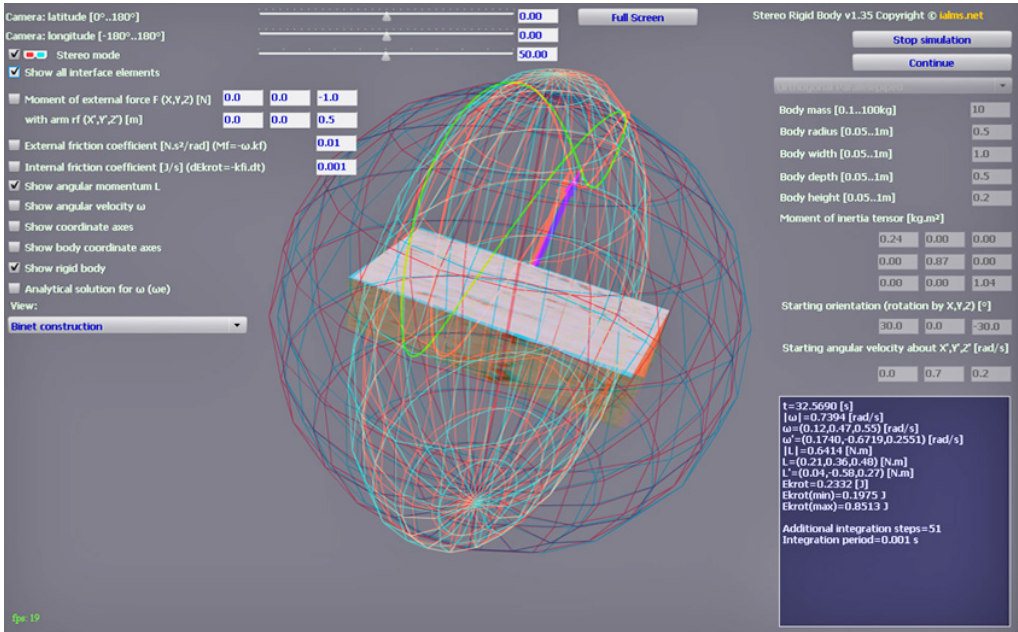 Camera: latitude [0°..180°]
0.00
Camera: longitude [-180°..180°]
0.00
Stereo mode
50.00
Show all interface elements
Full Screen
Moment of external force F (X,Y,Z) [N]
0.0
0.0
-1.0
with arm rf (X',Y',Z') [m]
0.0
0.0
0.5
External friction coefficient [N.s²/rad] (Mf=-ω.kf)
0.01
Internal friction coefficient [J/s] (dEkrot=-kfi.dt)
0.001
Show angular momentum L
Show angular velocity ω
Show coordinate axes
Show body coordinate axes
Show rigid body
Analytical solution for ω (ωe)
View:
Binet construction
Stereo Rigid Body v1.35 Copyright © ialms.net
Stop simulation
Continue
Orthogonal Parallelepiped
Body mass [0.1..100kg]
10
Body radius [0.05..1m]
0.5
Body width [0.05..1m]
1.0
Body depth [0.05..1m]
0.5
Body height [0.05..1m]
0.2
Moment of inertia tensor [kg.m²]
0.24 0.00 0.00
0.00 0.87 0.00
0.00 0.00 1.04
Starting orientation (rotation by X,Y,Z) [°]
30.0 0.0 -30.0
Starting angular velocity about X',Y',Z' [rad/s]
0.0 0.7 0.2
t=32.5690 [s]
|ω|=0.7394 [rad/s]
ω=(0.12,0.47,0.55) [rad/s]
ω'=(0.1740,-0.6719,0.2551) [rad/s]
|L|=0.6414 [N.m]
L=(0.21,0.36,0.48) [N.m]
L'=(0.04,-0.58,0.27) [N.m]
Ekrot=0.2332 [J]
Ekrot(min)=0.1975 J
Ekrot(max)=0.8513 J
Additional integration steps=51
Integration period=0.001 s
fps: 19